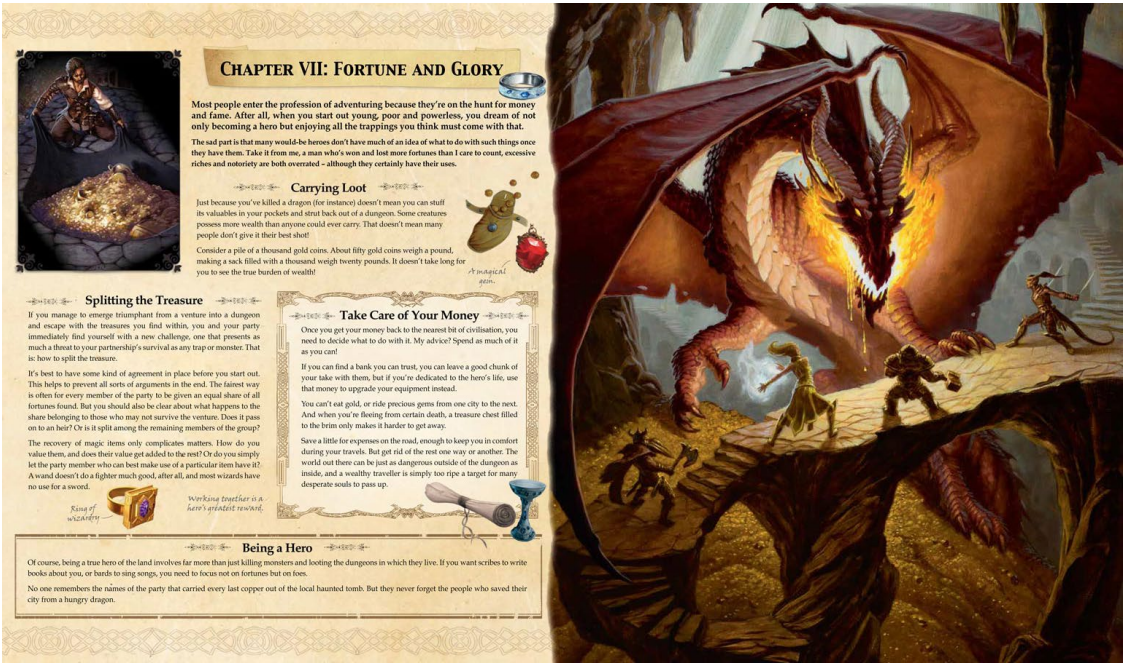 CHAPTER VII: FORTUNE AND GLORY
Most people enter the profession of adventuring because they're on the hunt for money
and fame. After all, when you start out young, poor and powerless, you dream of not
only becoming a hero but enjoying all the trappings you think must come with that.
The sad part is that many would-be heroes don't have much of an idea of what to do with such things once
they have them. Take it from me, a man who's won and lost more fortunes than I care to count, excessive
riches and notoriety are both overrated – although they certainly have their uses.
Carrying Loot
Just because you've killed a dragon (for instance) doesn't mean you can stuff
its valuables in your pockets and strut back out of a dungeon. Some creatures
possess more wealth than anyone could ever carry. That doesn't mean many
people don't give it their best shot!
Consider a pile of a thousand gold coins. About fifty gold coins weigh a pound,
making a sack filled with a thousand weigh twenty pounds. It doesn't take long for
you to see the true burden of wealth!
A magical
gem.
Splitting the Treasure
If you manage to emerge triumphant from a venture into a dungeon
and escape with the treasures you find within, you and your party
immediately find yourself with a new challenge, one that presents as
much a threat to your partnership's survival as any trap or monster. That
is: how to split the treasure.
It's best to have some kind of agreement in place before you start out.
This helps to prevent all sorts of arguments in the end. The fairest way
is often for every member of the party to be given an equal share of all
fortunes found. But you should also be clear about what happens to the
share belonging to those who may not survive the venture. Does it pass
on to an heir? Or is it split among the remaining members of the group?
The recovery of magic items only complicates matters. How do you
value them, and does their value get added to the rest? Or do you simply
let the party member who can best make use of a particular item have it?
A wand doesn't do a fighter much good, after all, and most wizards have
no use for a sword.
Ring of
wizardry
Working together is a
hero's greatest reward.
Take Care of Your Money
Once you get your money back to the nearest bit of civilisation, you
need to decide what to do with it. My advice? Spend as much of it
as you can!
If you can find a bank you can trust, you can leave a good chunk of
your take with them, but if you're dedicated to the hero's life, use
that money to upgrade your equipment instead.
You can't eat gold, or ride precious gems from one city to the next.
And when you're fleeing from certain death, a treasure chest filled
to the brim only makes it harder to get away.
Save a little for expenses on the road, enough to keep you in comfort
during your travels. But get rid of the rest one way or another. The
world out there can be just as dangerous outside of the dungeon as
inside, and a wealthy traveller is simply too ripe a target for many
desperate souls to pass up.
Being a Hero
Of course, being a true hero of the land involves far more than just killing monsters and looting the dungeons in which they live. If you want scribes to write
books about you, or bards to sing songs, you need to focus not on fortunes but on foes.
No one remembers the names of the party that carried every last copper out of the local haunted tomb. But they never forget the people who saved their
city from a hungry dragon.